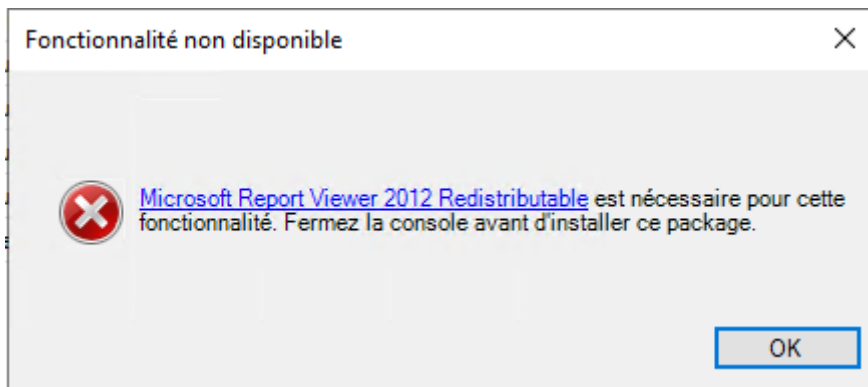 Fonctionnalité non disponible
Microsoft Report Viewer 2012 Redistributable est nécessaire pour cette
fonctionnalité. Fermez la console avant d'installer ce package.
OK